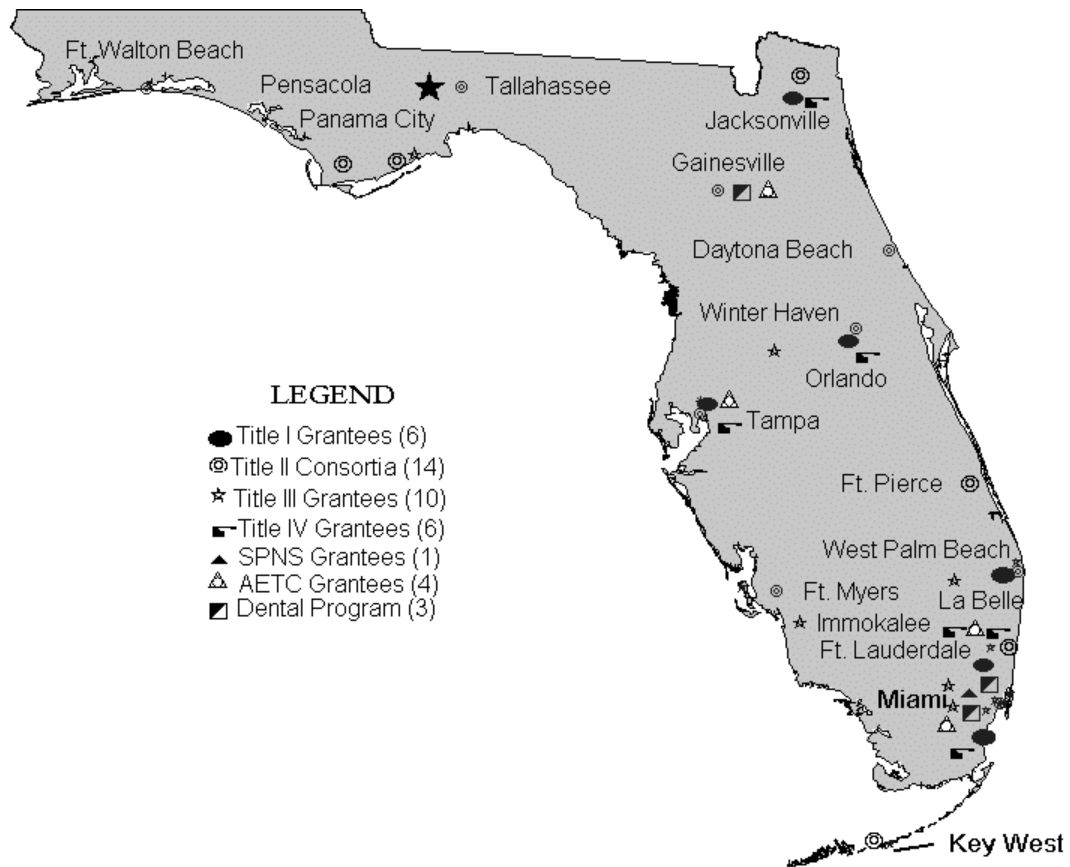 Ft. Walton Beach
Pensacola
Tallahassee
Panama City
Jacksonville
Gainesville
Daytona Beach
Winter Haven
Orlando
LEGEND
Tampa
Title I Grantees (6)
Title II Consortia (14)
Title III Grantees (10)
Title IV Grantees (6)
SPNS Grantees (1)
AETC Grantees (4)
Dental Program (3)
Ft. Pierce
West Palm Beach
Ft. Myers
La Belle
Immokalee
Ft. Lauderdale
Miami
Key West